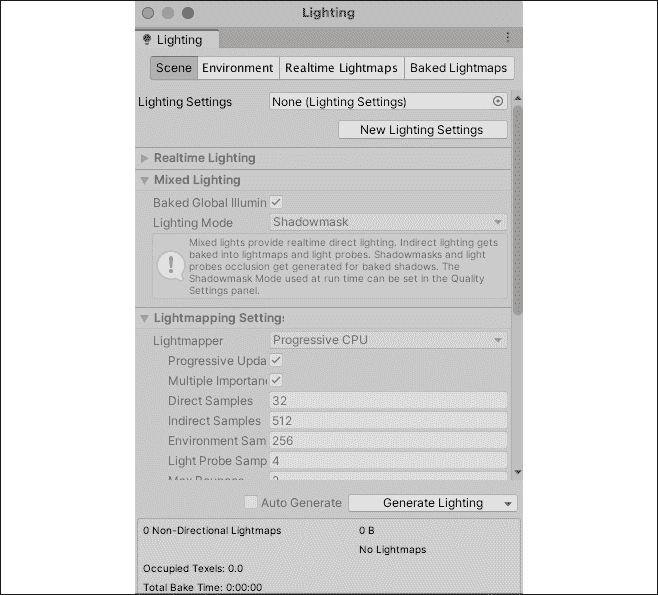 Lighting
Lighting
Scene Environment Realtime Lightmaps Baked Lightmaps
Lighting Settings None (Lighting Settings)
New Lighting Settings
Realtime Lighting
Mixed Lighting
Baked Global Illumin
Lighting Mode Shadowmask
Mixed lights provide realtime direct lighting. Indirect lighting gets
baked into lightmaps and light probes. Shadowmasks and light
probes occlusion get generated for baked shadows. The
Shadowmask Mode used at run time can be set in the Quality
Settings panel.
Lightmapping Setting
Lightmapper Progressive CPU
Progressive Upda
Multiple Importan
Direct Samples 32
Indirect Samples 512
Environment Sam 256
Light Probe Samp 4
Max Bounces 2
Auto Generate Generate Lighting
0 Non-Directional Lightmaps 0 B
No Lightmaps
Occupied Texels: 0.0
Total Bake Time: 0:00:00